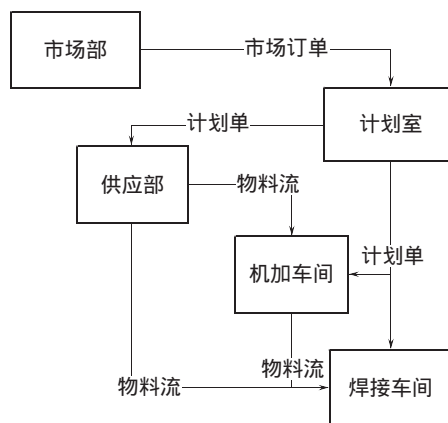 市场部
市场订单
计划室
计划单
供应部
物料流
计划单
机加车间
物料流
物料流
焊接车间